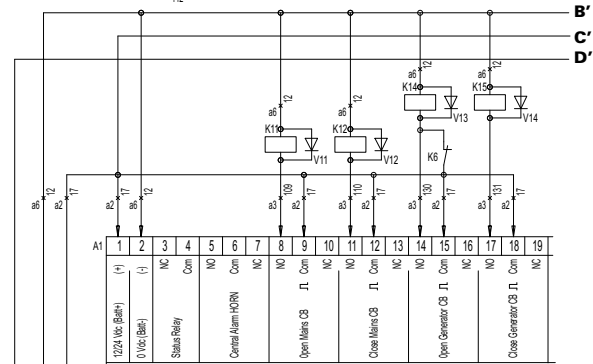 B'
C'
D'
a6 12
a6 12
K14 K15
V13 V14
a6 12
a6 12
K11 K12
V11 V12
K6
a6 12
a2 17
a2 17
a6 12
a3 109
a2 17
a3 110
a2 17
a3 130
a2 17
a3 131
a2 17
A1 1 2 3 4 5 6 7 8 9 10 11 12 13 14 15 16 17 18 19
(+) (-) NC Com NO Com NC NO Com NC NO Com NC NO Com NC NO Com NC
12/24 Vdc (Batt+)
0 Vdc (Batt-)
Status Relay
Central Alarm HORN
Open Mains CB
Close Mains CB
Open Generator CB
Close Generator CB